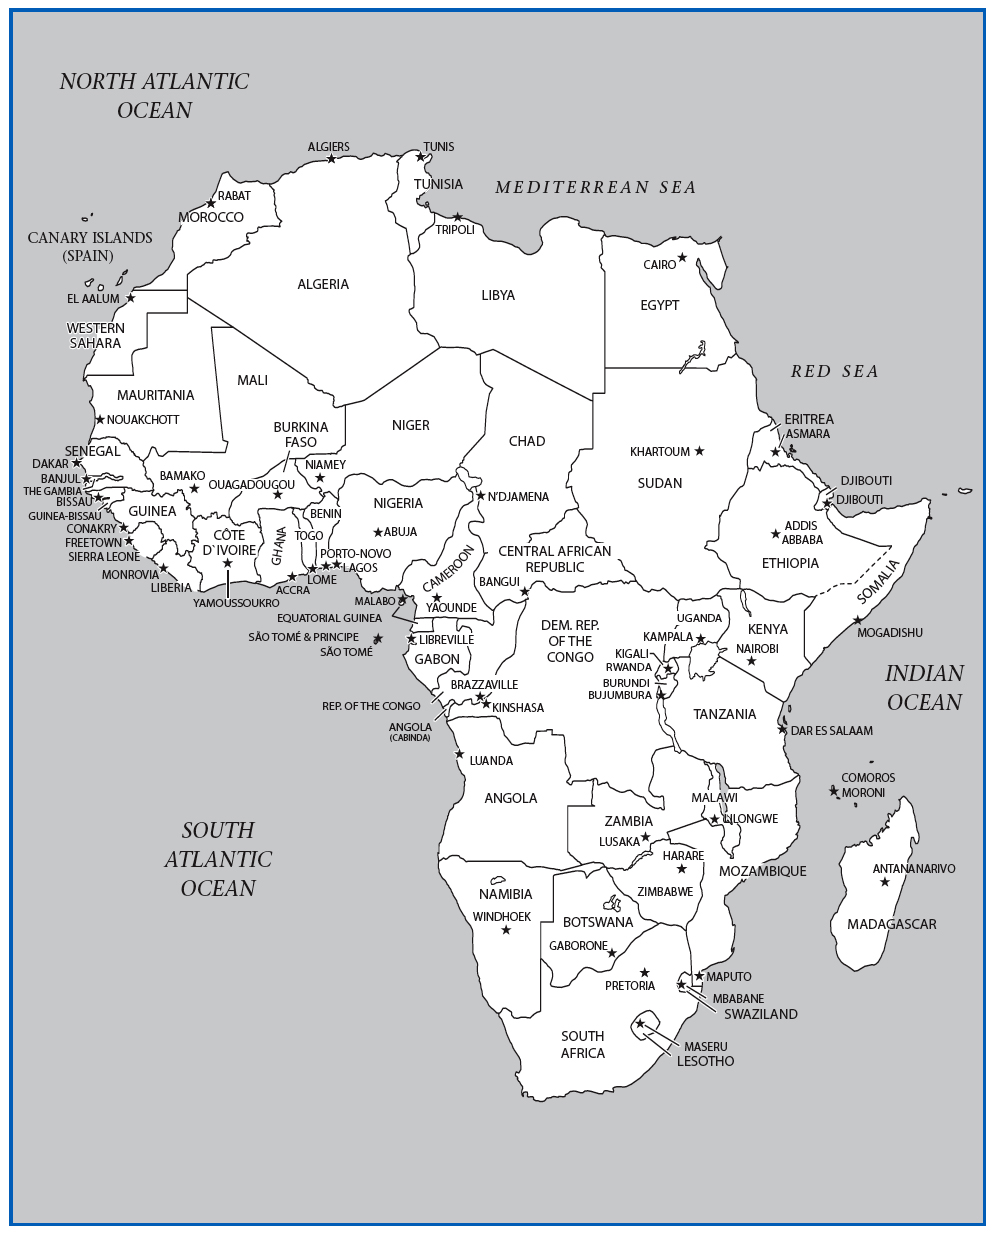 NORTH ATLANTIC
OCEAN
ALGIERS
TUNIS
TUNISIA
MEDITERREAN SEA
RABAT
MOROCCO
TRIPOLI
CANARY ISLANDS
(SPAIN)
CAIRO
ALGERIA
LIBYA
EGYPT
EL AALUM
WESTERN
SAHARA
RED SEA
MALI
MAURITANIA
NOUAKCHOTT
BURKINA
FASO
NIGER
CHAD
ERITREA
ASMARA
SENEGAL
DAKAR
KHARTOUM
SUDAN
BANJUL
THE GAMBIA
BISSAU
GUINEA-BISSAU
BAMAKO
OUAGADOUGOU
NIAMEY
DJIBOUTI
DJIBOUTI
N'DJAMENA
NIGERIA
GUINEA
BENIN
CONAKRY
FREETOWN
SIERRA LEONE
CÔTE
D`IVOIRE
GHANA
TOGO
ABUJA
ADDIS
ABBABA
ETHIOPIA
PORTO-NOVO
LAGOS
CENTRAL AFRICAN
REPUBLIC
CAMEROON
MONROVIA
LIBERIA
LOME
ACCRA
YAMOUSSOUKRO
BANGUI
SOMALIA
MALABO
YAOUNDE
EQUATORIAL GUINEA
UGANDA
DEM. REP.
OF THE
CONGO
KENYA
MOGADISHU
SÃO TOMÉ & PRINCIPE
SÃO TOMÉ
LIBREVILLE
GABON
KAMPALA
NAIROBI
KIGALI
RWANDA
BURUNDI
BUJUMBURA
INDIAN
OCEAN
BRAZZAVILLE
REP. OF THE CONGO
KINSHASA
ANGOLA
(CABINDA)
TANZANIA
DAR ES SALAAM
LUANDA
ANGOLA
COMOROS
MORONI
MALAWI
LILONGWE
ZAMBIA
LUSAKA
SOUTH
ATLANTIC
OCEAN
HARARE
MOZAMBIQUE
ANTANANARIVO
NAMIBIA
ZIMBABWE
WINDHOEK
BOTSWANA
MADAGASCAR
GABORONE
PRETORIA
MAPUTO
MBABANE
SWAZILAND
SOUTH
AFRICA
MASERU
LESOTHO